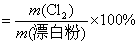 = m(Cl₂) / m(漂白粉) × 100%